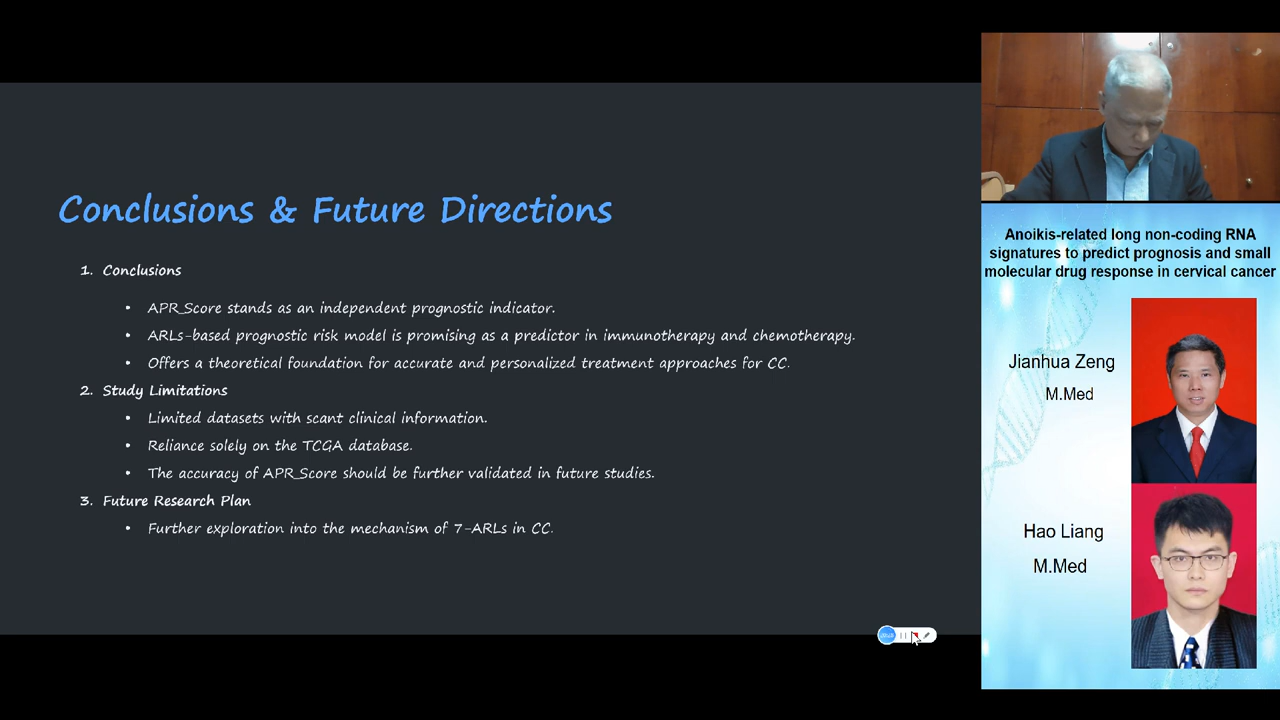 Conclusions & Future Directions
1. Conclusions
• APR_Score stands as an independent prognostic indicator.
• ARLs-based prognostic risk model is promising as a predictor in immunotherapy and chemotherapy.
• Offers a theoretical foundation for accurate and personalized treatment approaches for CC.
2. Study Limitations
• Limited datasets with scant clinical information.
• Reliance solely on the TCGA database.
• The accuracy of APR_Score should be further validated in future studies.
3. Future Research Plan
• Further exploration into the mechanism of 7-ARLs in CC.
Anoikis-related long non-coding RNA
signatures to predict prognosis and small
molecular drug response in cervical cancer
Jianhua Zeng
M.Med
Hao Liang
M.Med